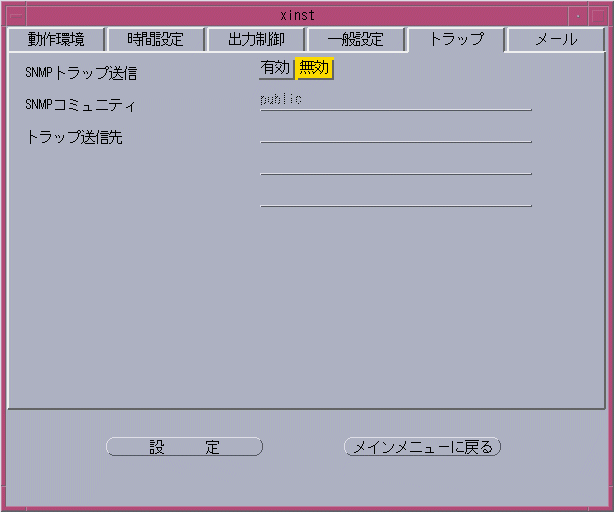 xinst
動作環境 時間設定 出力制御 一般設定 トラップ メール
SNMPトラップ送信 有効 無効
SNMPコミュニティ public
トラップ送信先
設 定 メインメニューに戻る